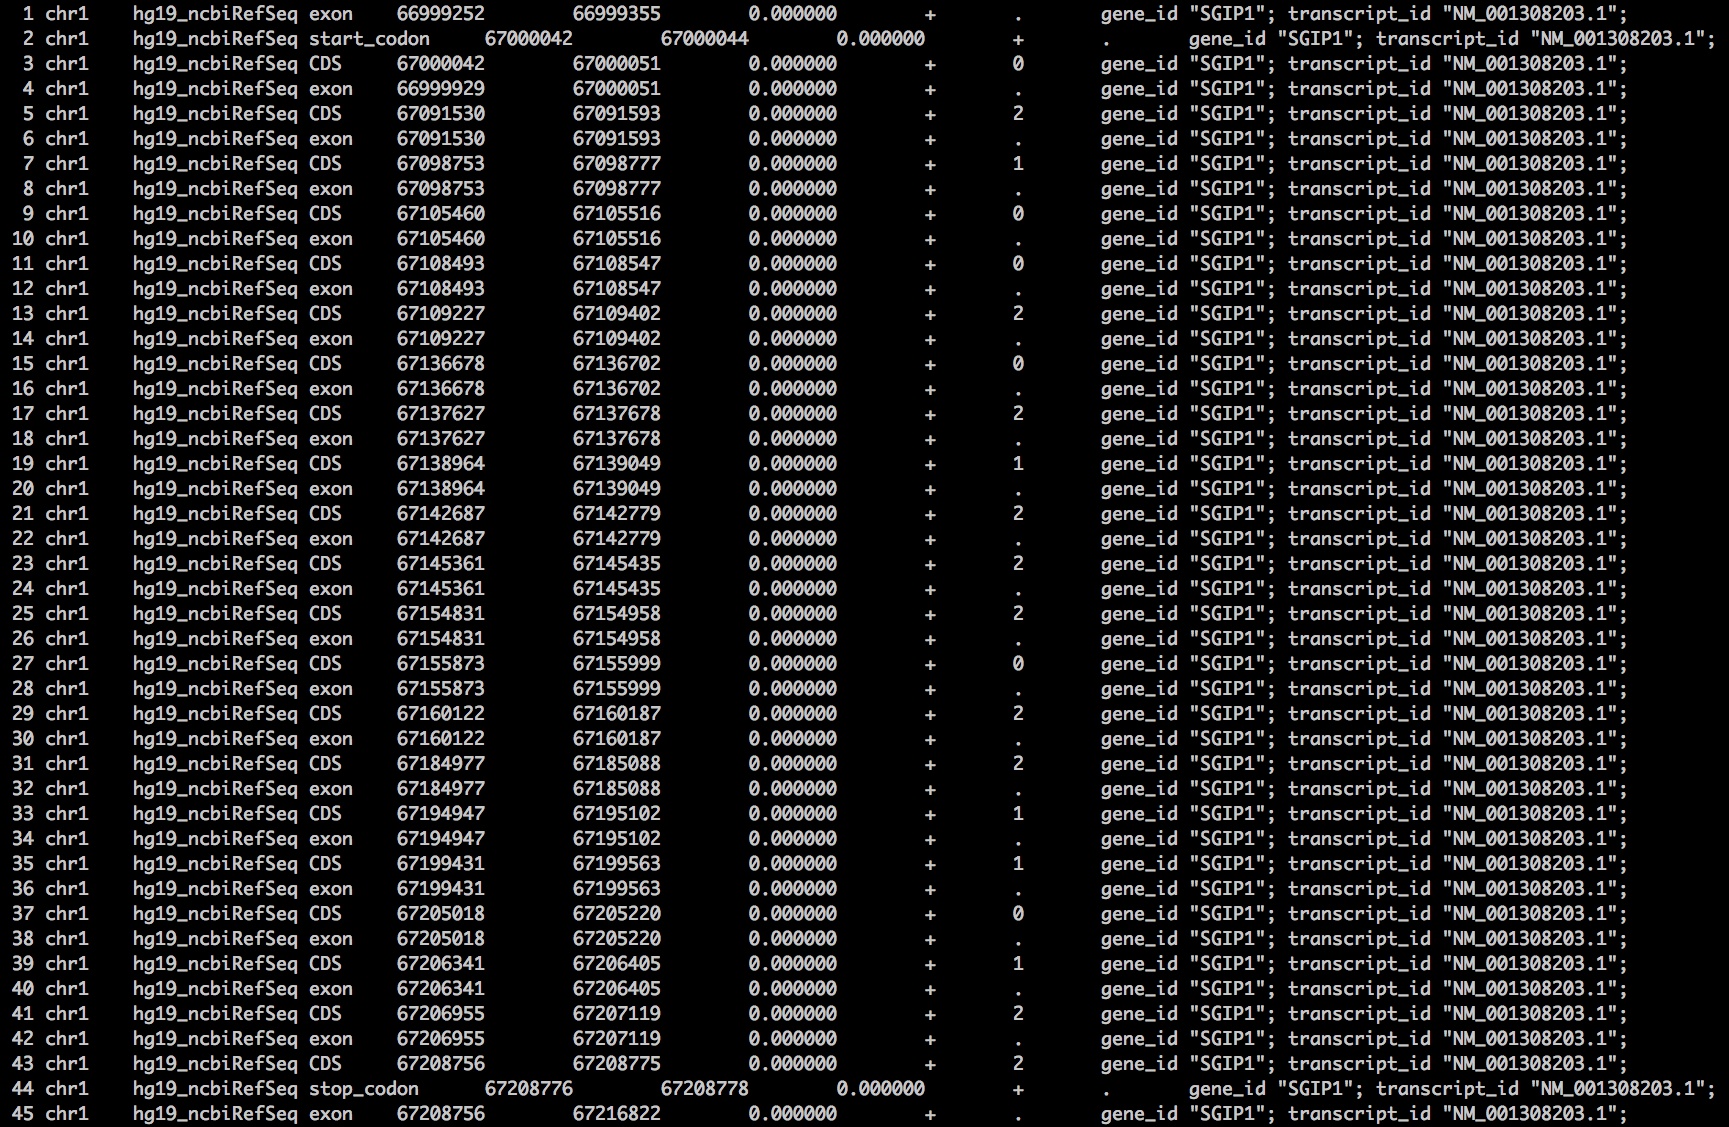 1 chr1 hg19_ncbiRefSeq exon 66999252 66999355 0.000000 + . gene_id "SGIP1"; transcript_id "NM_001308203.1";
2 chr1 hg19_ncbiRefSeq start_codon 67000042 67000044 0.000000 + . gene_id "SGIP1"; transcript_id "NM_001308203.1";
3 chr1 hg19_ncbiRefSeq CDS 67000042 67000051 0.000000 + 0 gene_id "SGIP1"; transcript_id "NM_001308203.1";
4 chr1 hg19_ncbiRefSeq exon 66999929 67000051 0.000000 + . gene_id "SGIP1"; transcript_id "NM_001308203.1";
5 chr1 hg19_ncbiRefSeq CDS 67091530 67091593 0.000000 + 2 gene_id "SGIP1"; transcript_id "NM_001308203.1";
6 chr1 hg19_ncbiRefSeq exon 67091530 67091593 0.000000 + . gene_id "SGIP1"; transcript_id "NM_001308203.1";
7 chr1 hg19_ncbiRefSeq CDS 67098753 67098777 0.000000 + 1 gene_id "SGIP1"; transcript_id "NM_001308203.1";
8 chr1 hg19_ncbiRefSeq exon 67098753 67098777 0.000000 + . gene_id "SGIP1"; transcript_id "NM_001308203.1";
9 chr1 hg19_ncbiRefSeq CDS 67105460 67105516 0.000000 + 0 gene_id "SGIP1"; transcript_id "NM_001308203.1";
10 chr1 hg19_ncbiRefSeq exon 67105460 67105516 0.000000 + . gene_id "SGIP1"; transcript_id "NM_001308203.1";
11 chr1 hg19_ncbiRefSeq CDS 67108493 67108547 0.000000 + 0 gene_id "SGIP1"; transcript_id "NM_001308203.1";
12 chr1 hg19_ncbiRefSeq exon 67108493 67108547 0.000000 + . gene_id "SGIP1"; transcript_id "NM_001308203.1";
13 chr1 hg19_ncbiRefSeq CDS 67109227 67109402 0.000000 + 2 gene_id "SGIP1"; transcript_id "NM_001308203.1";
14 chr1 hg19_ncbiRefSeq exon 67109227 67109402 0.000000 + . gene_id "SGIP1"; transcript_id "NM_001308203.1";
15 chr1 hg19_ncbiRefSeq CDS 67136678 67136702 0.000000 + 0 gene_id "SGIP1"; transcript_id "NM_001308203.1";
16 chr1 hg19_ncbiRefSeq exon 67136678 67136702 0.000000 + . gene_id "SGIP1"; transcript_id "NM_001308203.1";
17 chr1 hg19_ncbiRefSeq CDS 67137627 67137678 0.000000 + 2 gene_id "SGIP1"; transcript_id "NM_001308203.1";
18 chr1 hg19_ncbiRefSeq exon 67137627 67137678 0.000000 + . gene_id "SGIP1"; transcript_id "NM_001308203.1";
19 chr1 hg19_ncbiRefSeq CDS 67138964 67139049 0.000000 + 1 gene_id "SGIP1"; transcript_id "NM_001308203.1";
20 chr1 hg19_ncbiRefSeq exon 67138964 67139049 0.000000 + . gene_id "SGIP1"; transcript_id "NM_001308203.1";
21 chr1 hg19_ncbiRefSeq CDS 67142687 67142779 0.000000 + 2 gene_id "SGIP1"; transcript_id "NM_001308203.1";
22 chr1 hg19_ncbiRefSeq exon 67142687 67142779 0.000000 + . gene_id "SGIP1"; transcript_id "NM_001308203.1";
23 chr1 hg19_ncbiRefSeq CDS 67145361 67145435 0.000000 + 2 gene_id "SGIP1"; transcript_id "NM_001308203.1";
24 chr1 hg19_ncbiRefSeq exon 67145361 67145435 0.000000 + . gene_id "SGIP1"; transcript_id "NM_001308203.1";
25 chr1 hg19_ncbiRefSeq CDS 67154831 67154958 0.000000 + 2 gene_id "SGIP1"; transcript_id "NM_001308203.1";
26 chr1 hg19_ncbiRefSeq exon 67154831 67154958 0.000000 + . gene_id "SGIP1"; transcript_id "NM_001308203.1";
27 chr1 hg19_ncbiRefSeq CDS 67155873 67155999 0.000000 + 0 gene_id "SGIP1"; transcript_id "NM_001308203.1";
28 chr1 hg19_ncbiRefSeq exon 67155873 67155999 0.000000 + . gene_id "SGIP1"; transcript_id "NM_001308203.1";
29 chr1 hg19_ncbiRefSeq CDS 67160122 67160187 0.000000 + 2 gene_id "SGIP1"; transcript_id "NM_001308203.1";
30 chr1 hg19_ncbiRefSeq exon 67160122 67160187 0.000000 + . gene_id "SGIP1"; transcript_id "NM_001308203.1";
31 chr1 hg19_ncbiRefSeq CDS 67184977 67185088 0.000000 + 2 gene_id "SGIP1"; transcript_id "NM_001308203.1";
32 chr1 hg19_ncbiRefSeq exon 67184977 67185088 0.000000 + . gene_id "SGIP1"; transcript_id "NM_001308203.1";
33 chr1 hg19_ncbiRefSeq CDS 67194947 67195102 0.000000 + 1 gene_id "SGIP1"; transcript_id "NM_001308203.1";
34 chr1 hg19_ncbiRefSeq exon 67194947 67195102 0.000000 + . gene_id "SGIP1"; transcript_id "NM_001308203.1";
35 chr1 hg19_ncbiRefSeq CDS 67199431 67199563 0.000000 + 1 gene_id "SGIP1"; transcript_id "NM_001308203.1";
36 chr1 hg19_ncbiRefSeq exon 67199431 67199563 0.000000 + . gene_id "SGIP1"; transcript_id "NM_001308203.1";
37 chr1 hg19_ncbiRefSeq CDS 67205018 67205220 0.000000 + 0 gene_id "SGIP1"; transcript_id "NM_001308203.1";
38 chr1 hg19_ncbiRefSeq exon 67205018 67205220 0.000000 + . gene_id "SGIP1"; transcript_id "NM_001308203.1";
39 chr1 hg19_ncbiRefSeq CDS 67206341 67206405 0.000000 + 1 gene_id "SGIP1"; transcript_id "NM_001308203.1";
40 chr1 hg19_ncbiRefSeq exon 67206341 67206405 0.000000 + . gene_id "SGIP1"; transcript_id "NM_001308203.1";
41 chr1 hg19_ncbiRefSeq CDS 67206955 67207119 0.000000 + 2 gene_id "SGIP1"; transcript_id "NM_001308203.1";
42 chr1 hg19_ncbiRefSeq exon 67206955 67207119 0.000000 + . gene_id "SGIP1"; transcript_id "NM_001308203.1";
43 chr1 hg19_ncbiRefSeq CDS 67208756 67208775 0.000000 + 2 gene_id "SGIP1"; transcript_id "NM_001308203.1";
44 chr1 hg19_ncbiRefSeq stop_codon 67208776 67208778 0.000000 + . gene_id "SGIP1"; transcript_id "NM_001308203.1";
45 chr1 hg19_ncbiRefSeq exon 67208756 67216822 0.000000 + . gene_id "SGIP1"; transcript_id "NM_001308203.1";